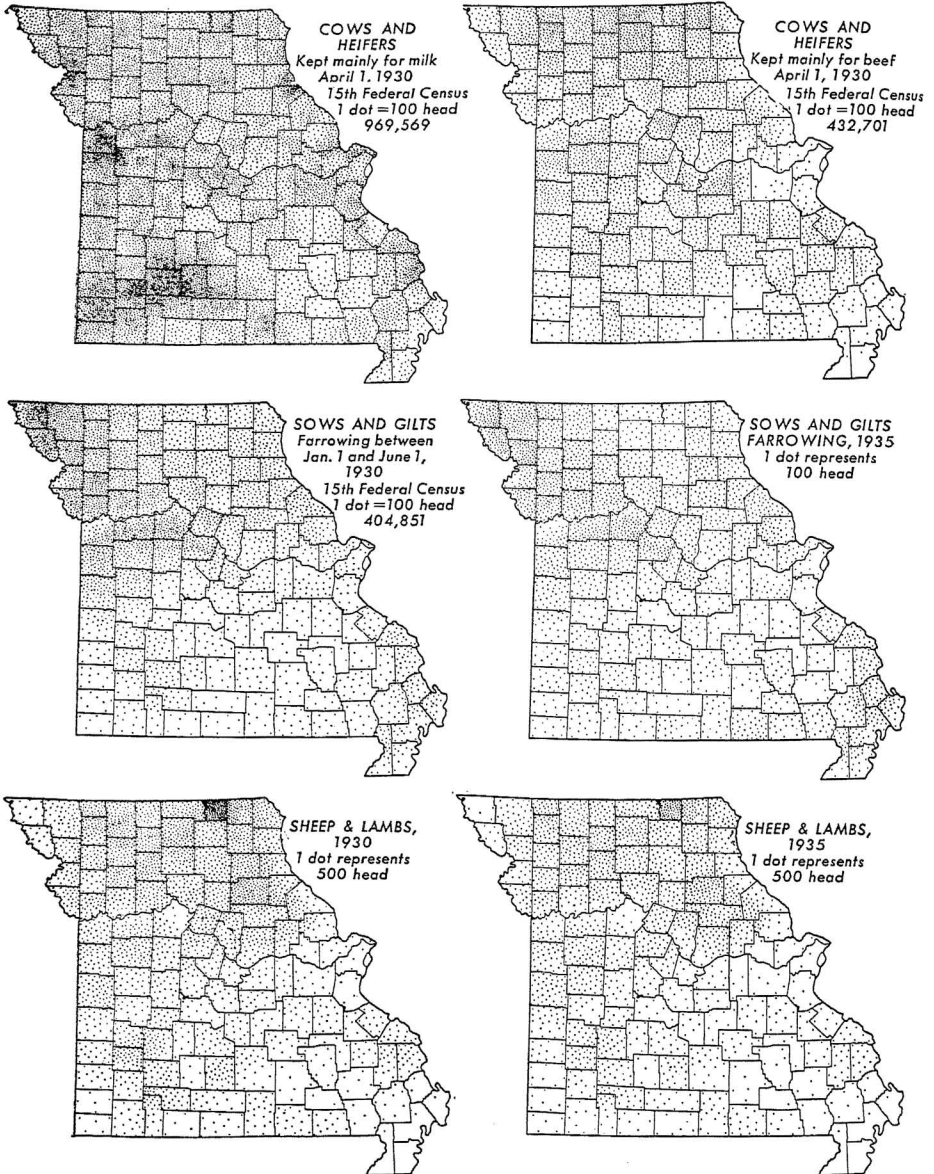 COWS AND
HEIFERS
Kept mainly for milk
April 1. 1930
15th Federal Census
1 dot =100 head
969,569
COWS AND
HEIFERS
Kept mainly for beef
April 1, 1930
15th Federal Census
1 dot =100 head
432,701
SOWS AND GILTS
Farrowing between
Jan. 1 and June 1,
1930
15th Federal Census
1 dot =100 head
404,851
SOWS AND GILTS
FARROWING, 1935
1 dot represents
100 head
SHEEP & LAMBS,
1930
1 dot represents
500 head
SHEEP & LAMBS,
1935
1 dot represents
500 head